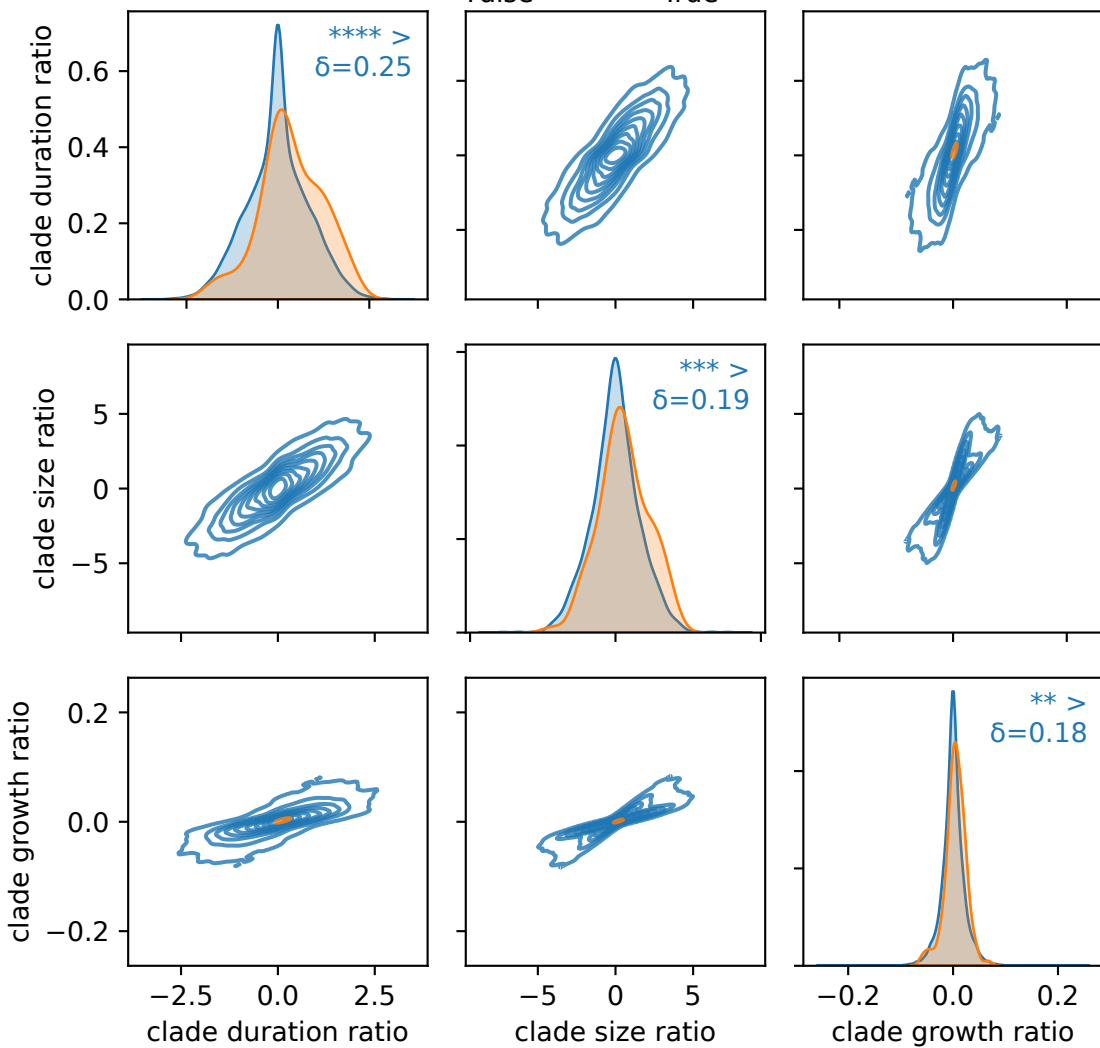 **** >
δ=0.25
clade duration ratio
0.6
0.4
0.2
0.0
*** >
δ=0.19
clade size ratio
5
0
−5
** >
δ=0.18
clade growth ratio
0.2
0.0
−0.2
−2.5 0.0 2.5
−5 0 5
−0.2 0.0 0.2
clade duration ratio
clade size ratio
clade growth ratio